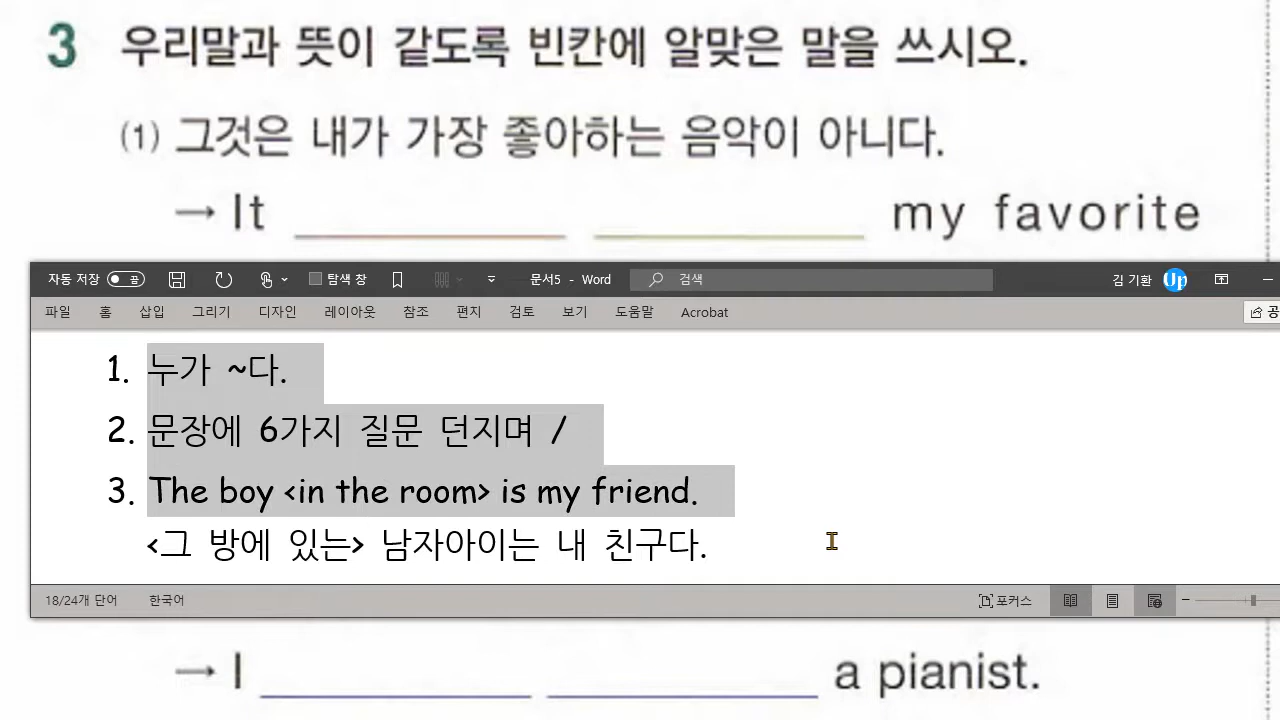 3 우리말과 뜻이 같도록 빈칸에 알맞은 말을 쓰시오.
(1) 그것은 내가 가장 좋아하는 음악이 아니다.
→ It ________ ________ my favorite
자동 저장 끔 탐색 창 문서5 - Word 검색 김 기환 Up
파일 홈 삽입 그리기 디자인 레이아웃 참조 편지 검토 보기 도움말 Acrobat 공
1. 누가 ~다.
2. 문장에 6가지 질문 던지며 /
3. The boy <in the room> is my friend.
<그 방에 있는> 남자아이는 내 친구다.
18/24개 단어 한국어 포커스
→ I ________ ________ a pianist.